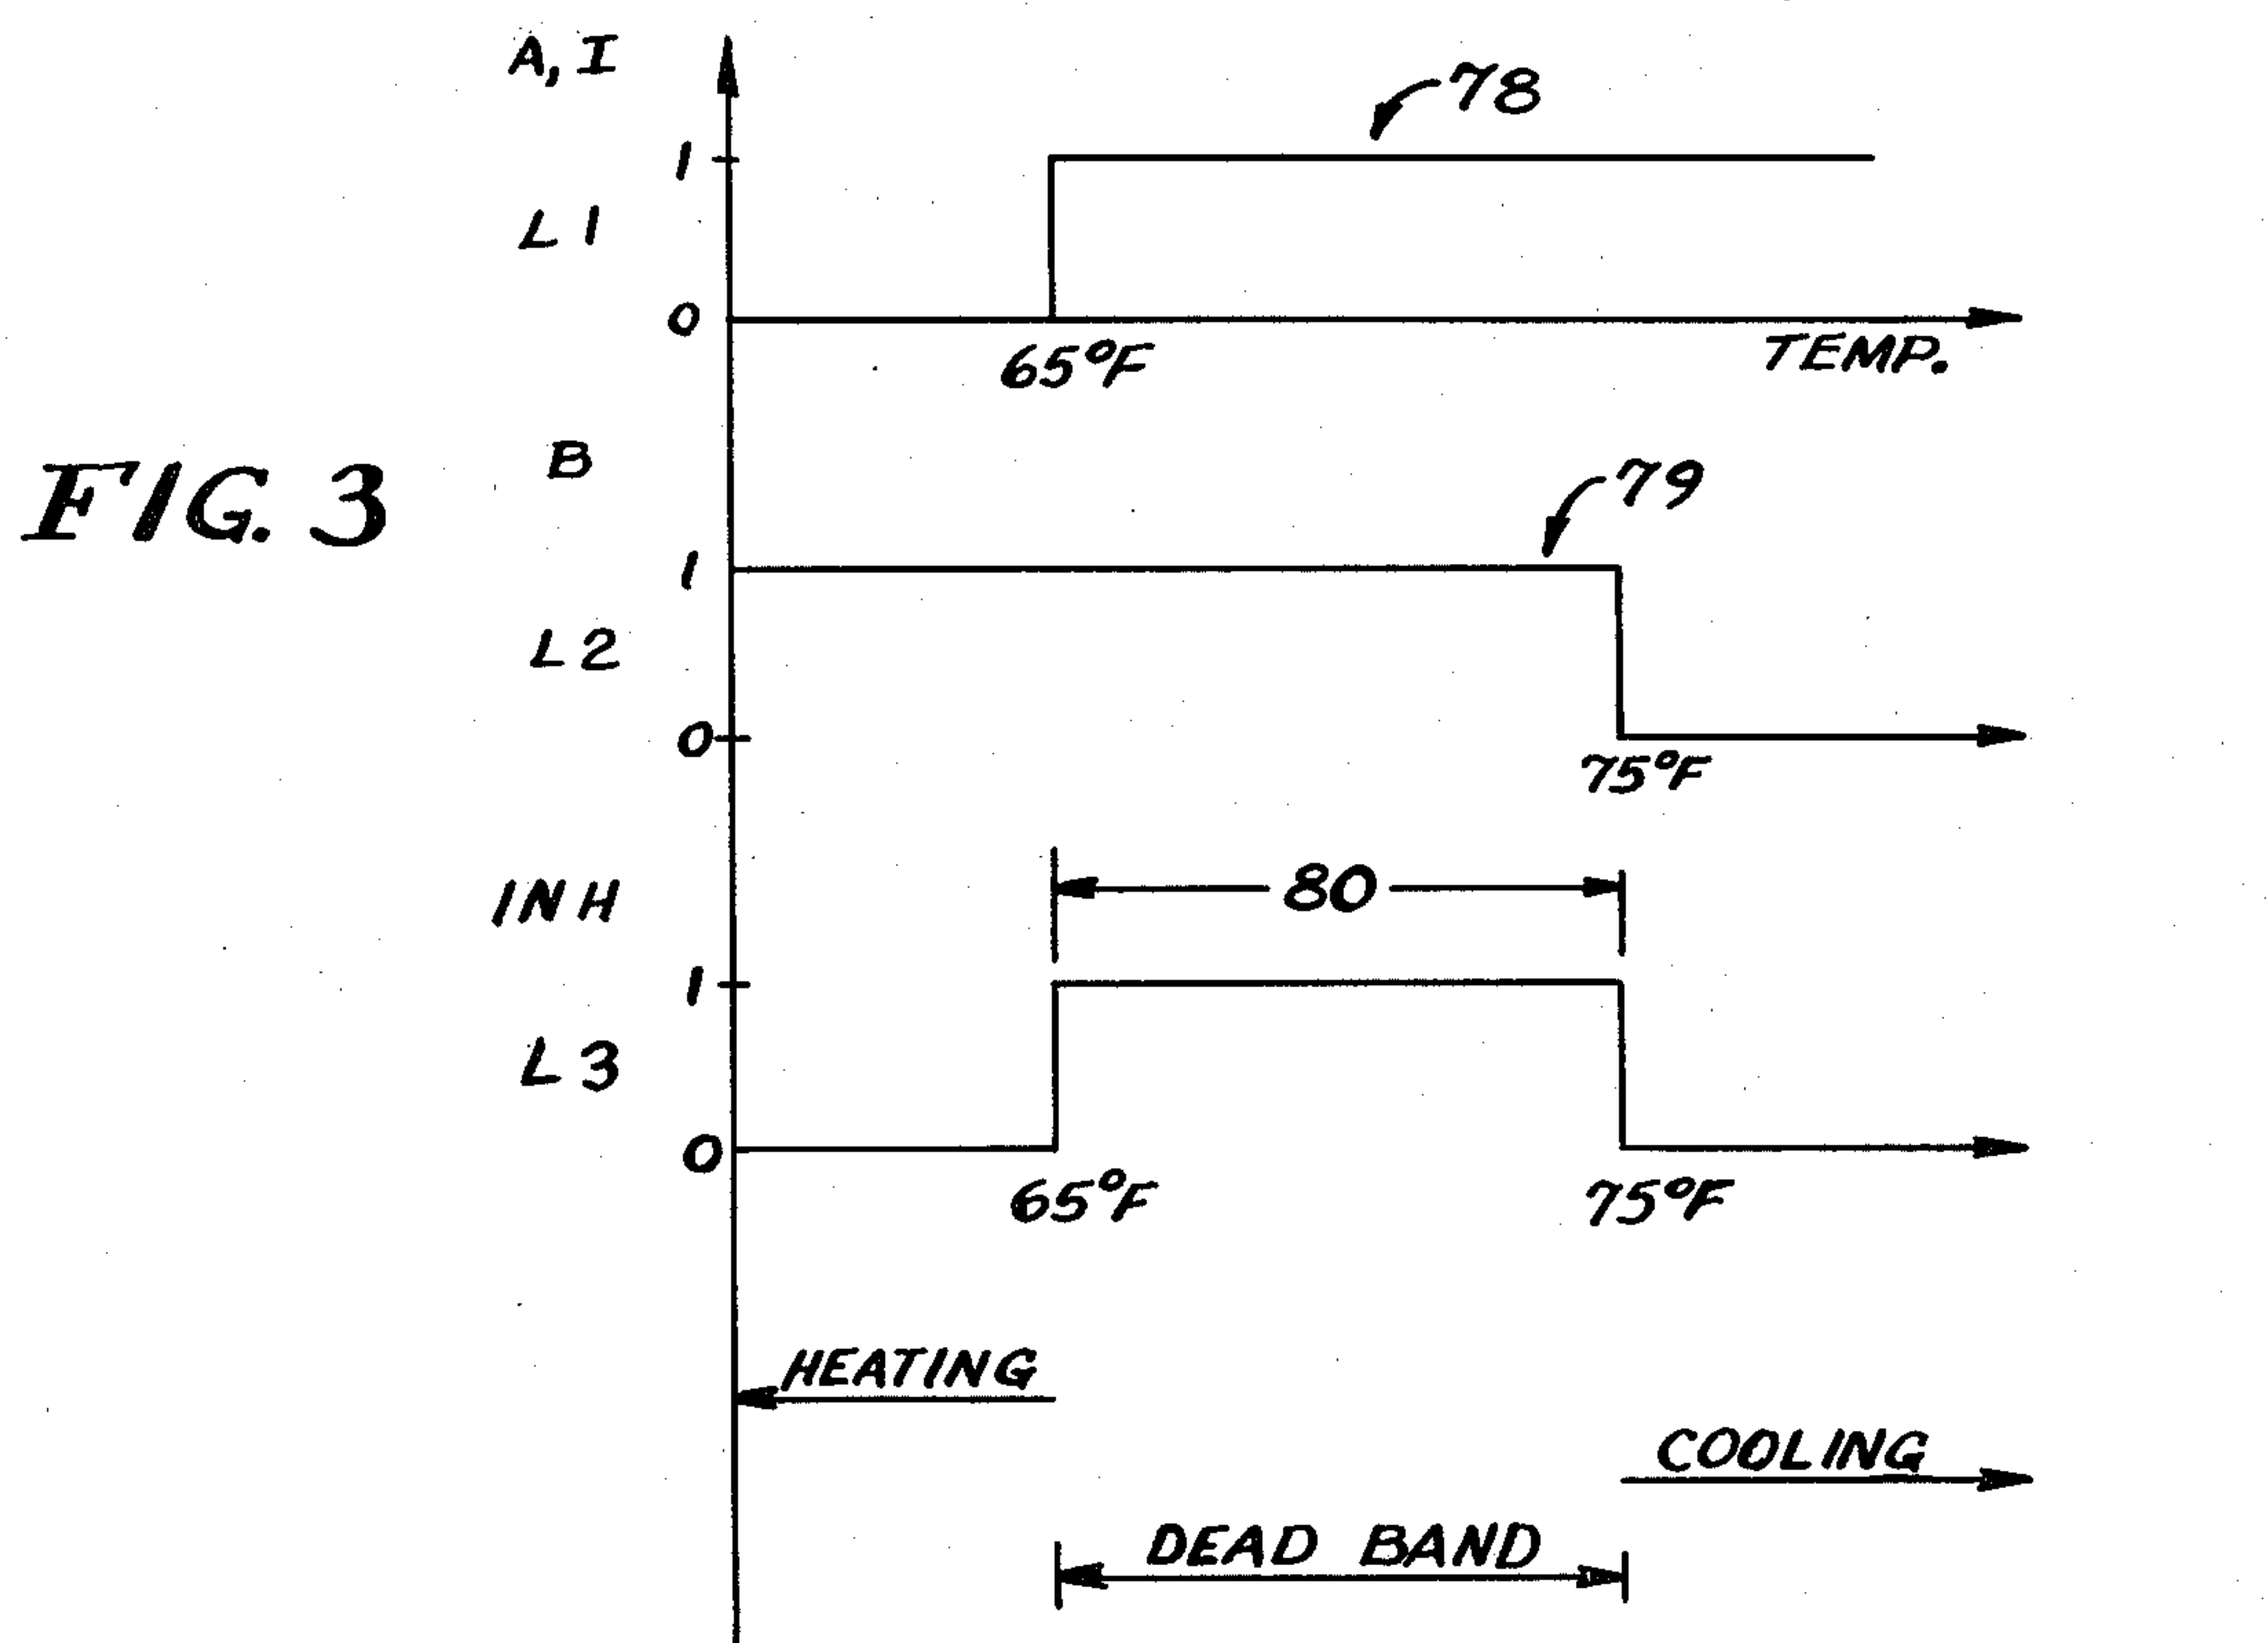 A, I
78
1
L1
0
65°F
TEMP.
FIG. 3
B
79
1
L2
0
75°F
INH
80
1
L3
0
65°F
75°F
HEATING
COOLING
DEAD BAND